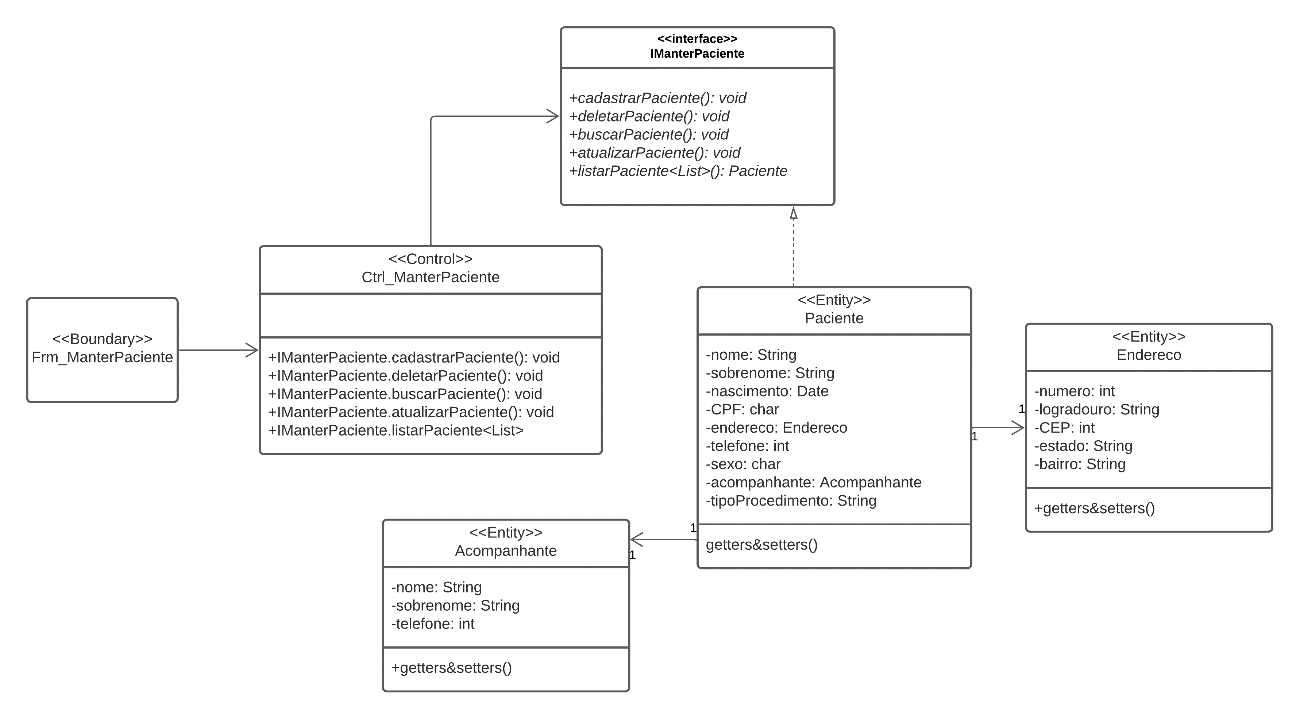 <<interface>>
IManterPaciente
+cadastrarPaciente(): void
+deletarPaciente(): void
+buscarPaciente(): void
+atualizarPaciente(): void
+listarPaciente<List>(): Paciente
<<Control>>
Ctrl_ManterPaciente
+IManterPaciente.cadastrarPaciente(): void
+IManterPaciente.deletarPaciente(): void
+IManterPaciente.buscarPaciente(): void
+IManterPaciente.atualizarPaciente(): void
+IManterPaciente.listarPaciente<List>
<<Boundary>>
Frm_ManterPaciente
<<Entity>>
Paciente
-nome: String
-sobrenome: String
-nascimento: Date
-CPF: char
-endereco: Endereco
-telefone: int
-sexo: char
-acompanhante: Acompanhante
-tipoProcedimento: String
getters&setters()
1
1
<<Entity>>
Endereco
-numero: int
-logradouro: String
-CEP: int
-estado: String
-bairro: String
+getters&setters()
1
1
<<Entity>>
Acompanhante
-nome: String
-sobrenome: String
-telefone: int
+getters&setters()